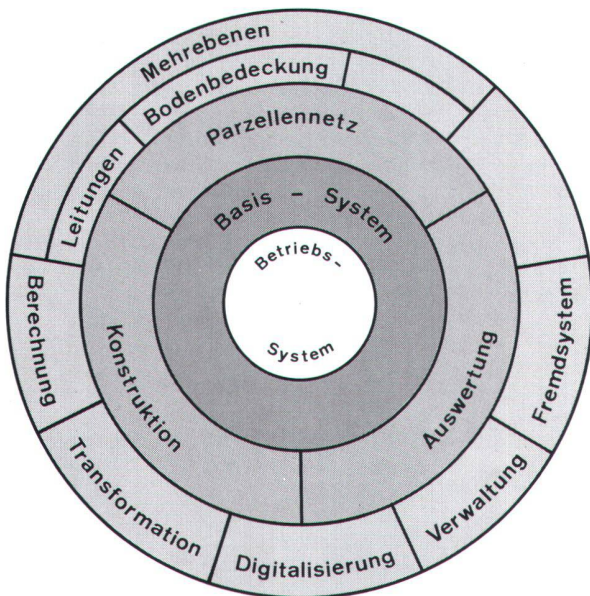 Mehrebenen
Bodenbedeckung
Leitungen
Parzellennetz
Basis - System
Betriebs-
System
Konstruktion
Auswertung
Berechnung
Transformation
Digitalisierung
Verwaltung
Fremdsystem